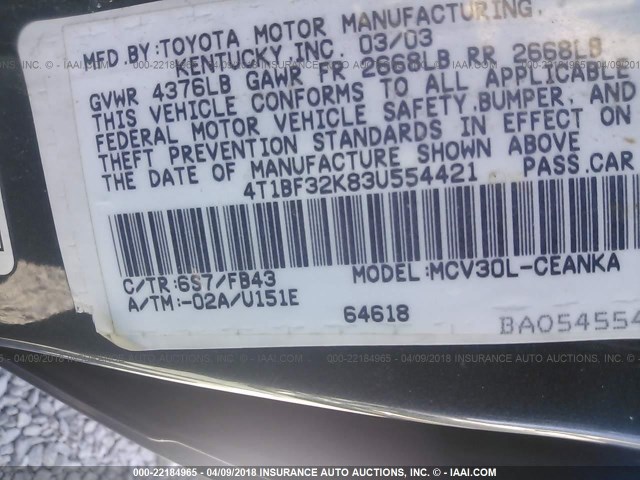 MFD.BY:TOYOTA MOTOR MANUFACTURING.
KENTUCKY,INC. 03/03
GVWR 4376LB GAWR FR 2668LB RR 2668LB
THIS VEHICLE CONFORMS TO ALL APPLICABLE
FEDERAL MOTOR VEHICLE SAFETY,BUMPER, AND
THEFT PREVENTION STANDARDS IN EFFECT ON
THE DATE OF MANUFACTURE SHOWN ABOVE
4T1BF32K83U554421 PASS.CAR
C/TR:6S7/FB43 MODEL:MCV30L-CEANKA
A/TM:-02A/U151E
64618
BA054554
000-22184965 - 04/09/2018 INSURANCE AUTO AUCTIONS - IAAI.COM